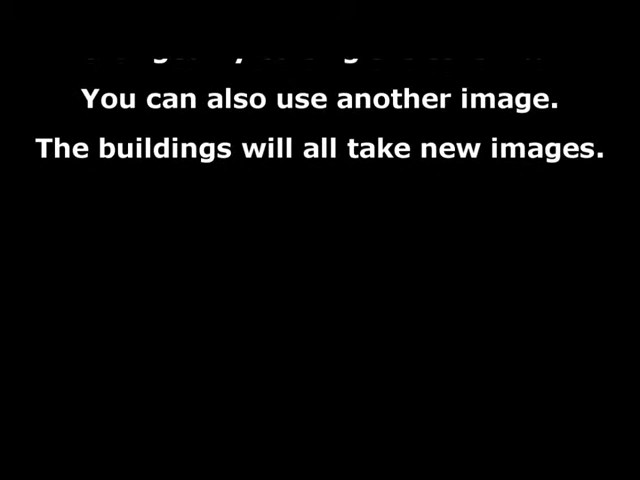 You can also use another image.
The buildings will all take new images.